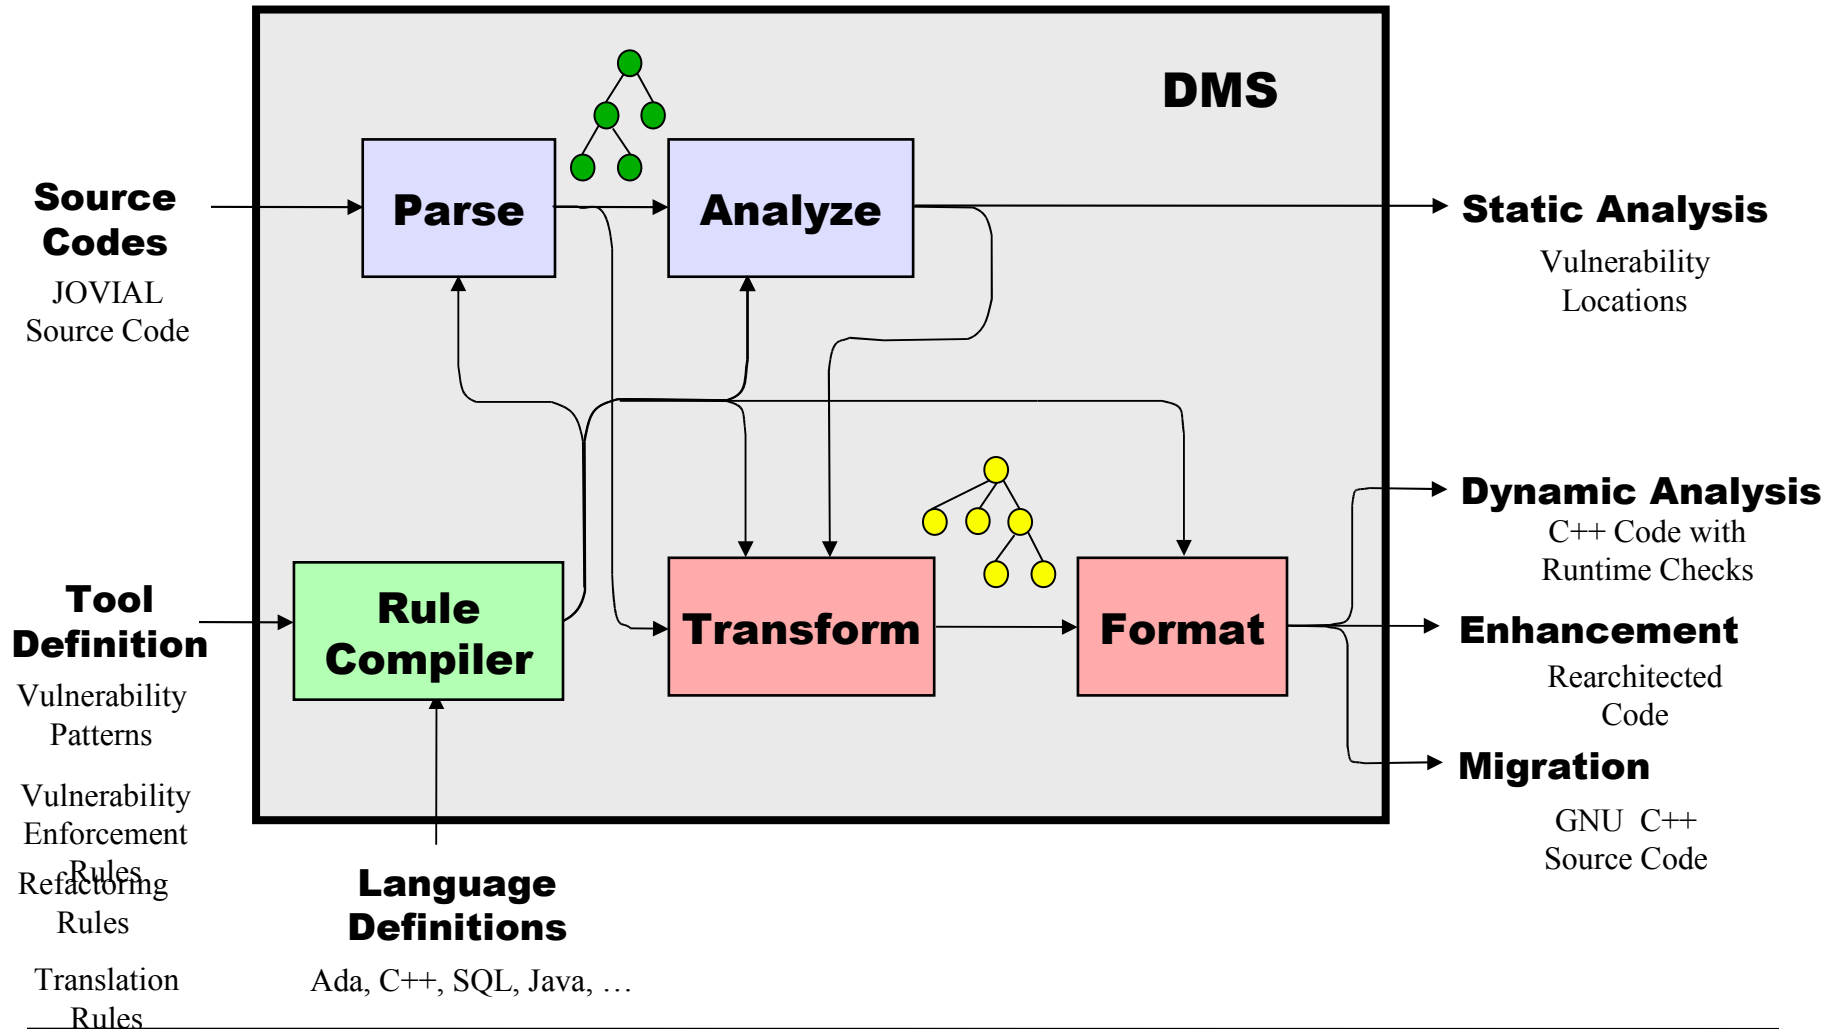 DMS
Source
Codes
JOVIAL
Source Code
Parse
Analyze
Static Analysis
Vulnerability
Locations
Tool
Definition
Vulnerability
Patterns
Vulnerability
Enforcement
Rules
Refactoring
Rules
Translation
Rules
Rule
Compiler
Transform
Format
Dynamic Analysis
C++ Code with
Runtime Checks
Enhancement
Rearchitected
Code
Migration
GNU C++
Source Code
Language
Definitions
Ada, C++, SQL, Java, …